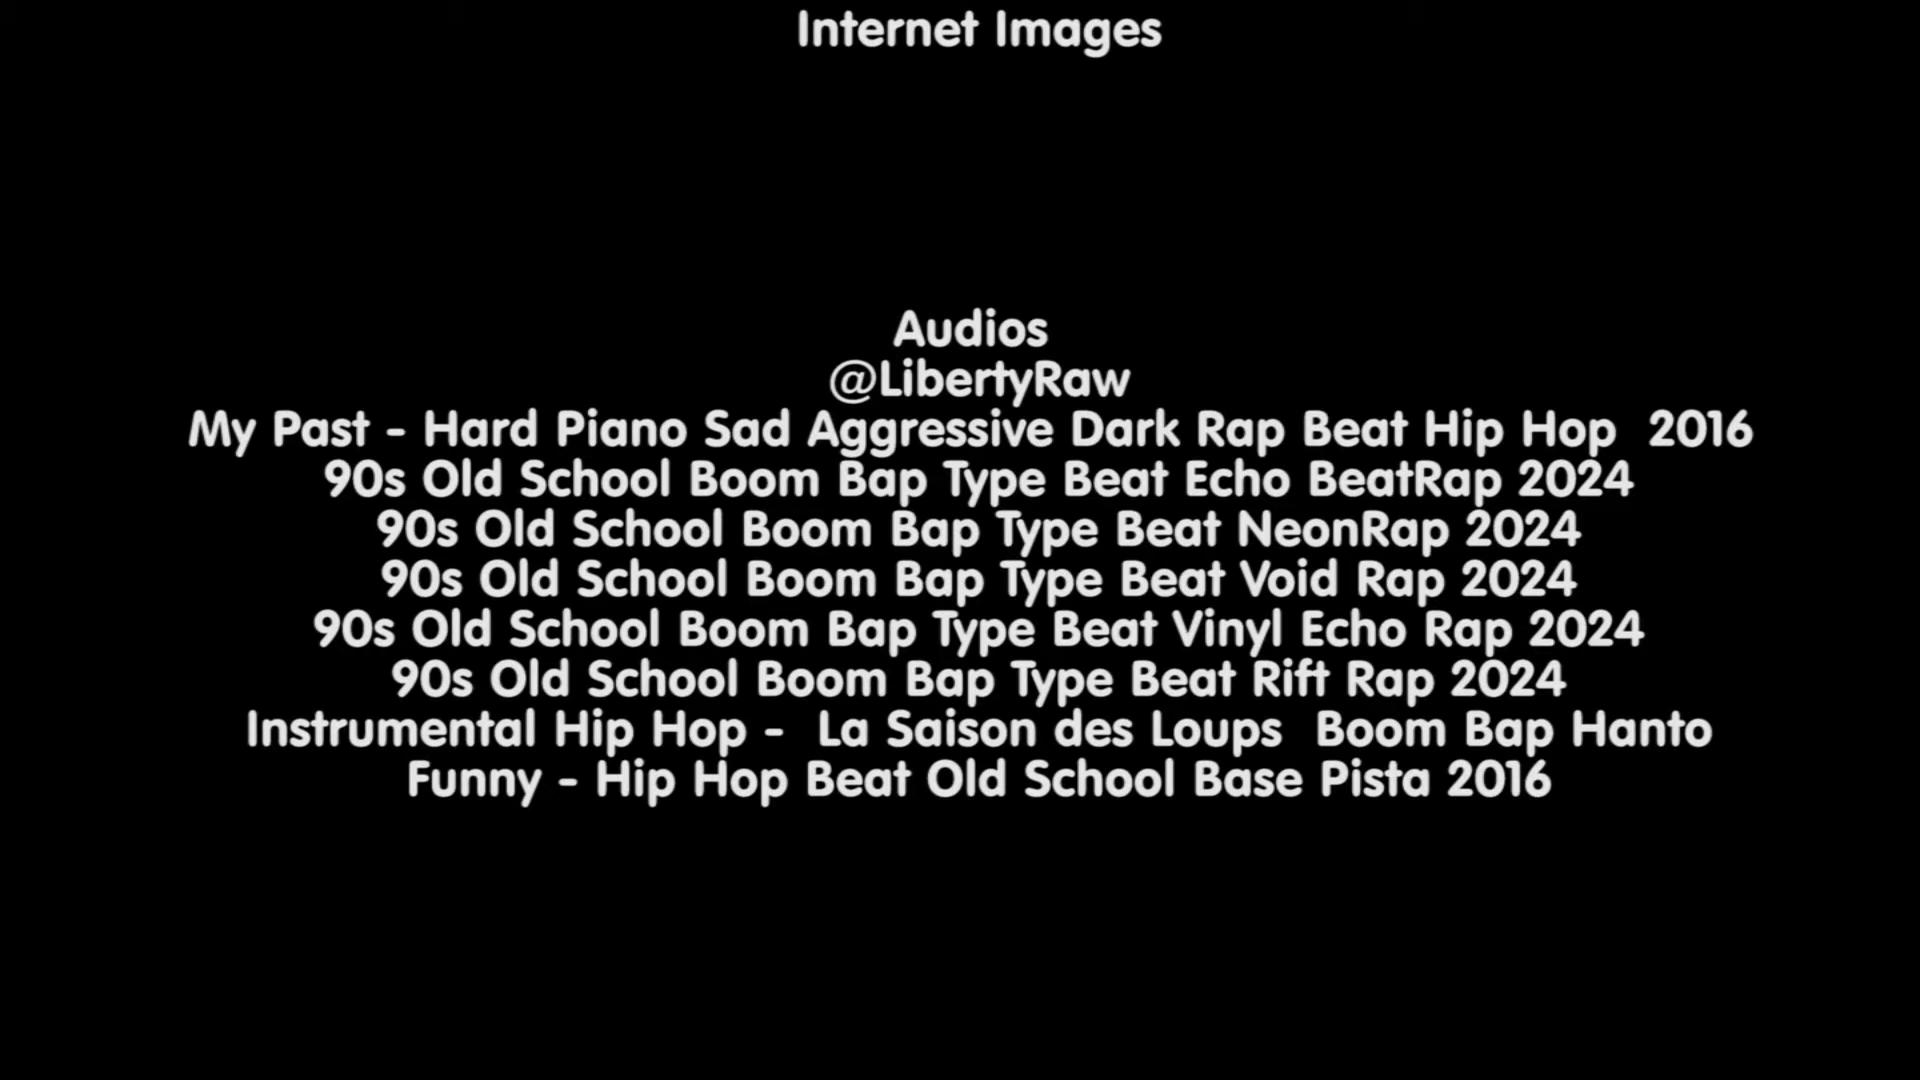 Internet Images
Audios
@LibertyRaw
My Past - Hard Piano Sad Aggressive Dark Rap Beat Hip Hop  2016
90s Old School Boom Bap Type Beat Echo BeatRap 2024
90s Old School Boom Bap Type Beat NeonRap 2024
90s Old School Boom Bap Type Beat Void Rap 2024
90s Old School Boom Bap Type Beat Vinyl Echo Rap 2024
90s Old School Boom Bap Type Beat Rift Rap 2024
Instrumental Hip Hop -  La Saison des Loups  Boom Bap Hanto
Funny - Hip Hop Beat Old School Base Pista 2016